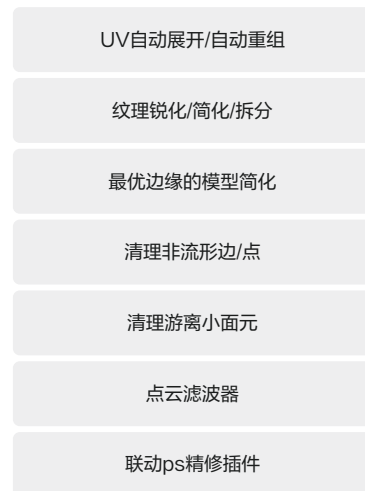 UV自动展开/自动重组
纹理锐化/简化/拆分
最优边缘的模型简化
清理非流形边/点
清理游离小面元
点云滤波器
联动ps精修插件